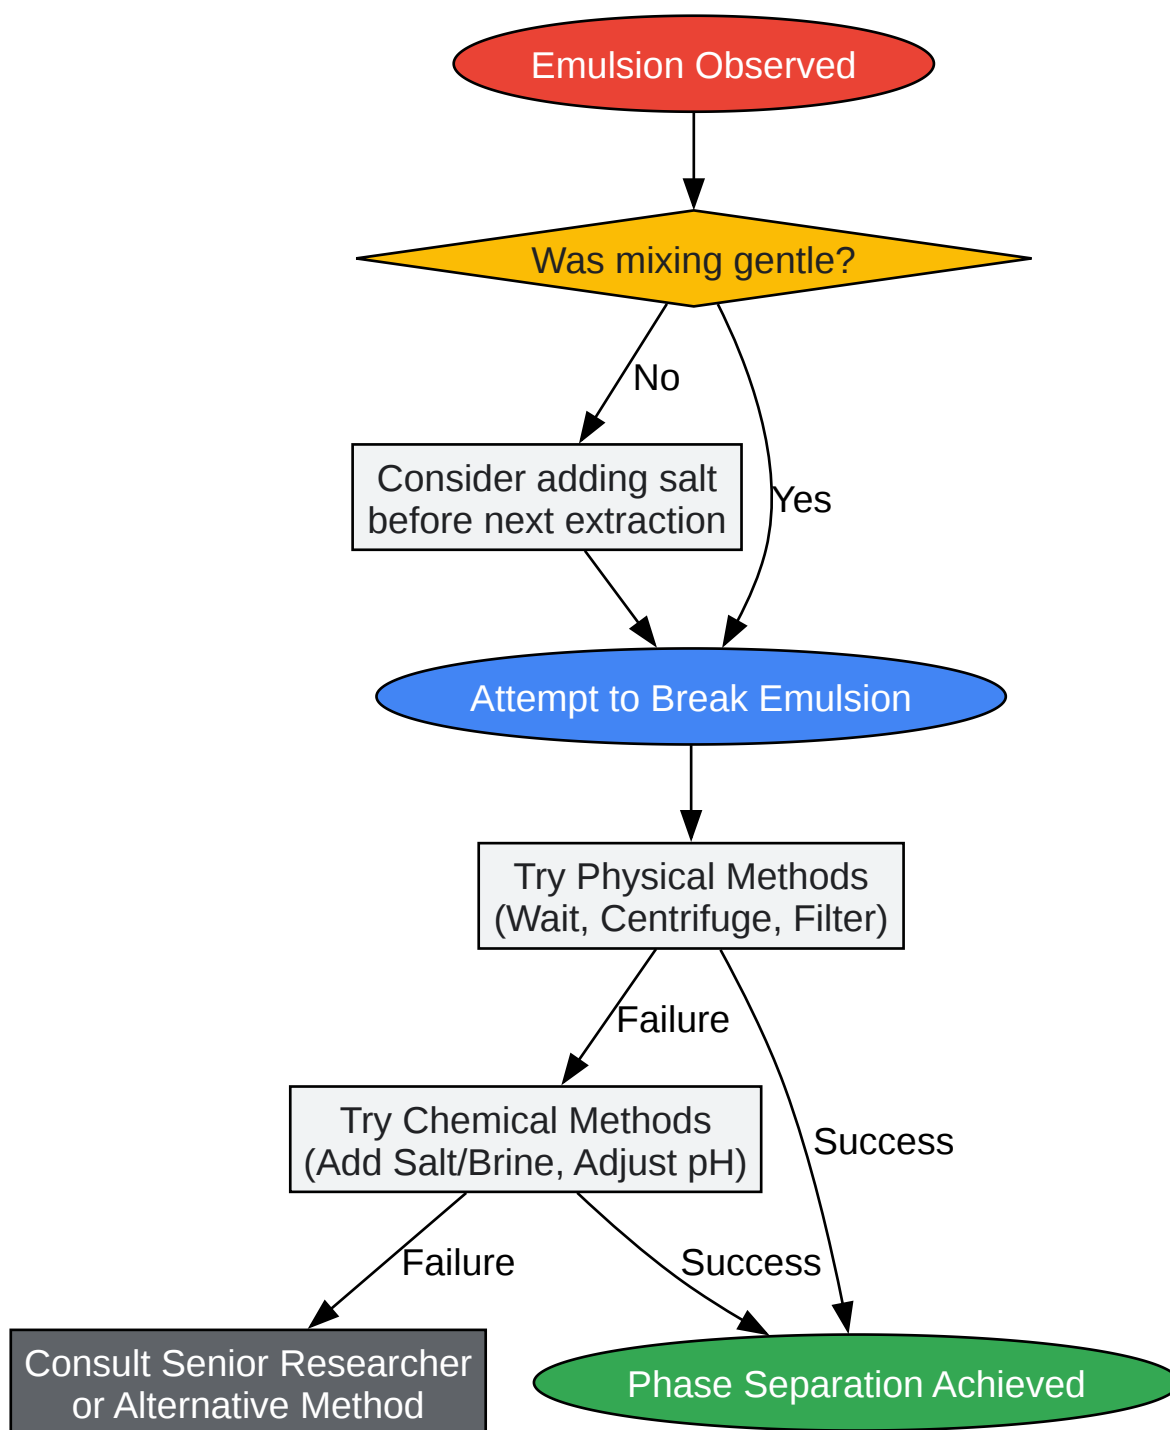 Emulsion Observed
Was mixing gentle?
No
Consider adding salt
before next extraction
Yes
Attempt to Break Emulsion
Try Physical Methods
(Wait, Centrifuge, Filter)
Failure
Try Chemical Methods
(Add Salt/Brine, Adjust pH)
Success
Failure
Success
Consult Senior Researcher
or Alternative Method
Phase Separation Achieved